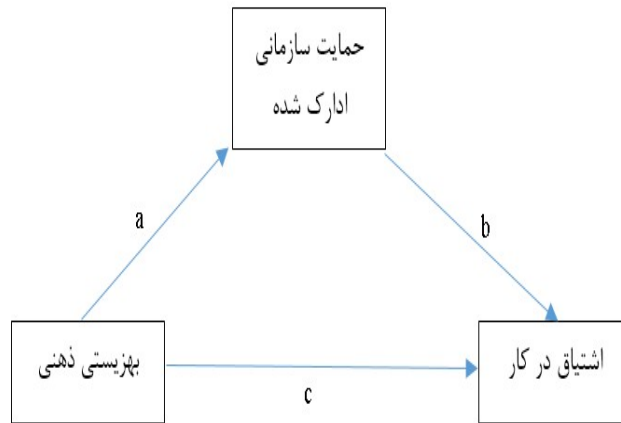 حمایت سازمانی
ادارک شده
a
b
بهزیستی ذهنی
اشتیاق در کار
c